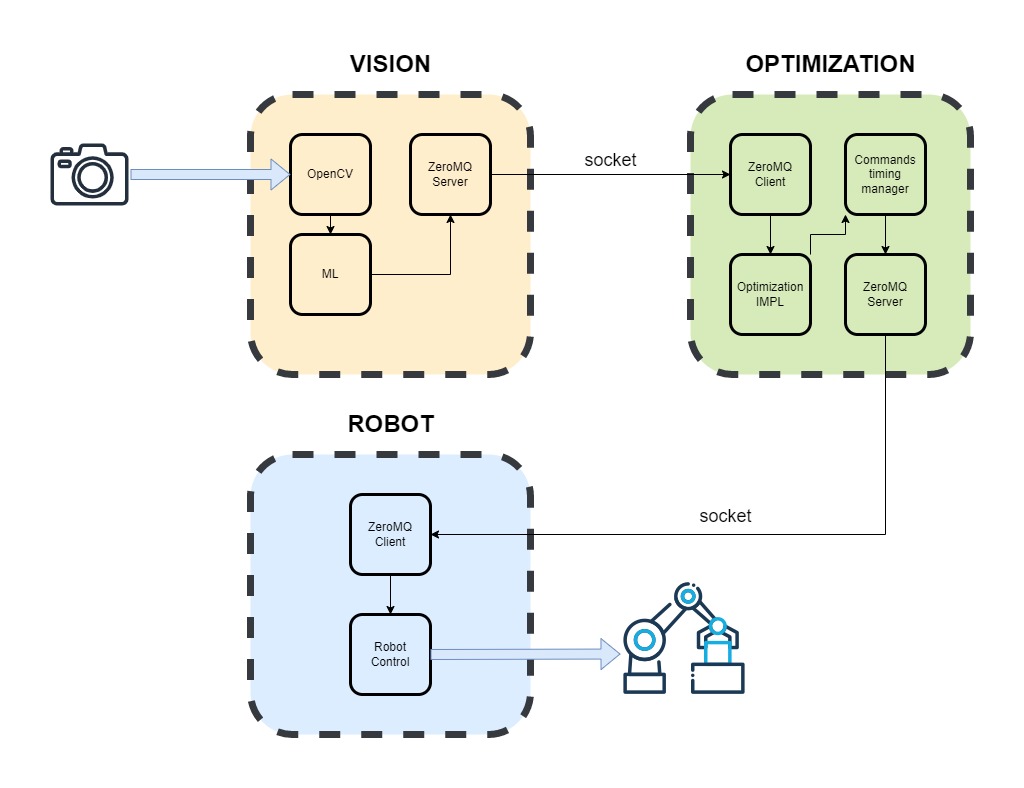 VISION
OpenCV
ML
ZeroMQ
Server
socket
OPTIMIZATION
ZeroMQ
Client
Commands
timing
manager
Optimization
IMPL
ZeroMQ
Server
socket
ROBOT
ZeroMQ
Client
Robot
Control